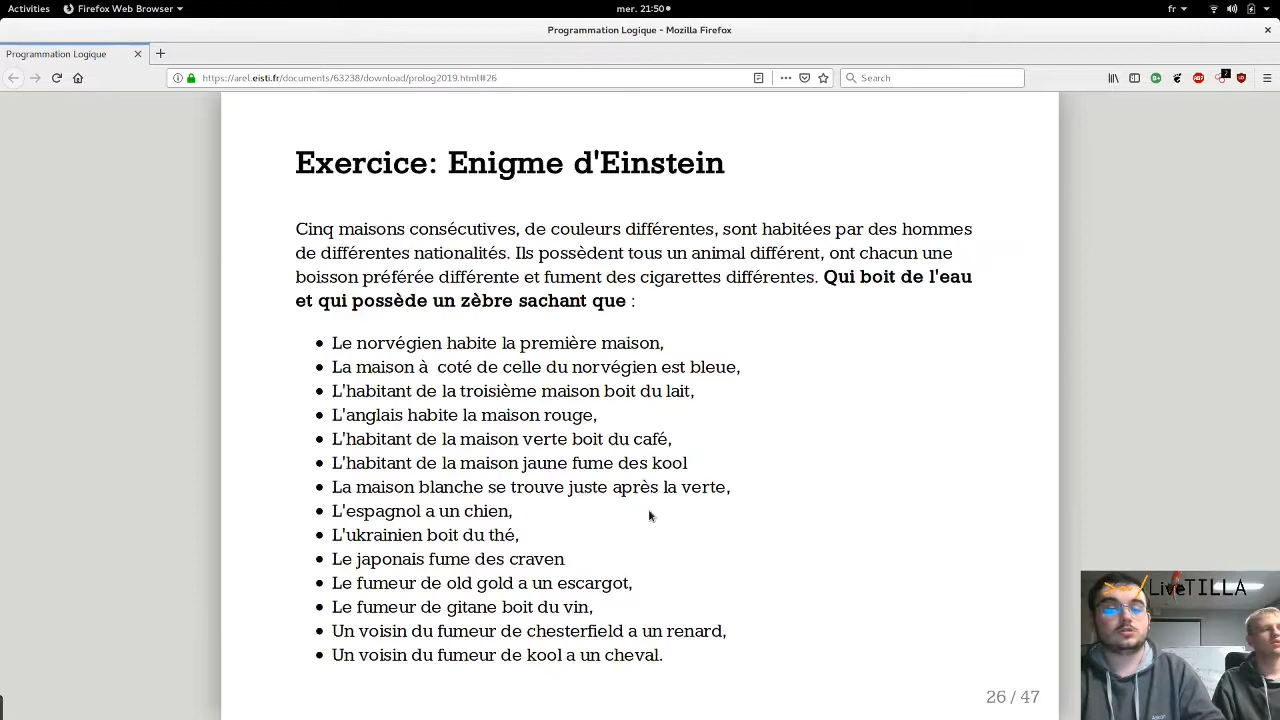 Activities
Firefox Web Browser
mer. 21:50
fr
Programmation Logique - Mozilla Firefox
Programmation Logique
https://arel.eisti.fr/documents/63238/download/prolog2019.html#26
Search
2
Exercice: Enigme d'Einstein
Cinq maisons consécutives, de couleurs différentes, sont habitées par des hommes
de différentes nationalités. Ils possèdent tous un animal différent, ont chacun une
boisson préférée différente et fument des cigarettes différentes. Qui boit de l'eau
et qui possède un zèbre sachant que :
Le norvégien habite la première maison,
La maison à coté de celle du norvégien est bleue,
L'habitant de la troisième maison boit du lait,
L'anglais habite la maison rouge,
L'habitant de la maison verte boit du café,
L'habitant de la maison jaune fume des kool
La maison blanche se trouve juste après la verte,
L'espagnol a un chien,
L'ukrainien boit du thé,
Le japonais fume des craven
Le fumeur de old gold a un escargot,
Le fumeur de gitane boit du vin,
Un voisin du fumeur de chesterfield a un renard,
Un voisin du fumeur de kool a un cheval.
LiveTILLA
26 / 47